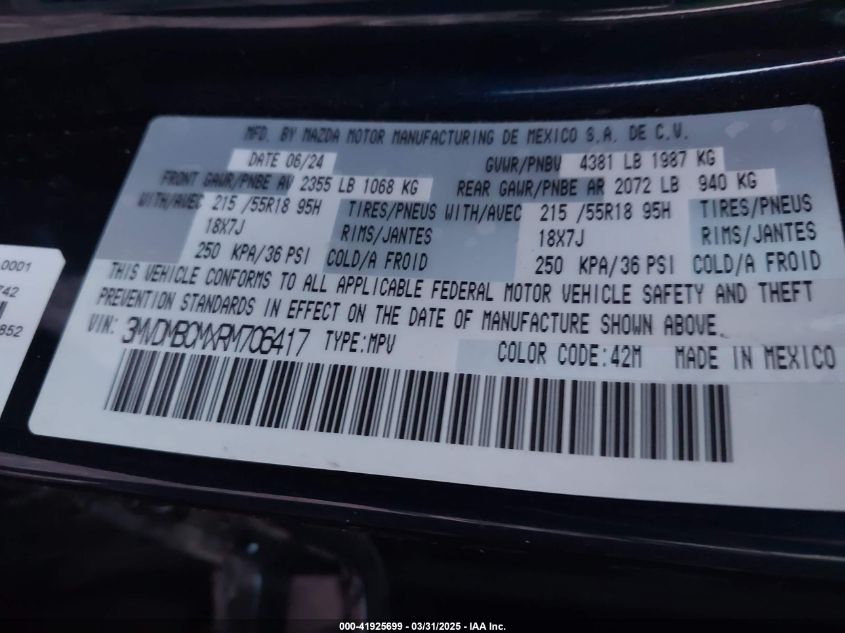 MFD. BY MAZDA MOTOR MANUFACTURING DE MEXICO S.A. DE C.V.
DATE 06/24 GVWR/PNBV 4381 LB 1987 KG
FRONT GAWR/PNBE AV 2355 LB 1068 KG REAR GAWR/PNBE AR 2072 LB 940 KG
WITH/AVEC 215 /55R18 95H TIRES/PNEUS WITH/AVEC 215 /55R18 95H TIRES/PNEUS
18X7J RIMS/JANTES 18X7J RIMS/JANTES
250 KPA/36 PSI COLD/A FROID 250 KPA/36 PSI COLD/A FROID
THIS VEHICLE CONFORMS TO ALL APPLICABLE FEDERAL MOTOR VEHICLE SAFETY AND THEFT
PREVENTION STANDARDS IN EFFECT ON THE DATE OF MANUFACTURE SHOWN ABOVE.
VIN: 3MVDMBCMXRM706417 TYPE:MPV
COLOR CODE:42M MADE IN MEXICO
.0001
742
852
000-41925699 - 03/31/2025 - IAA Inc.